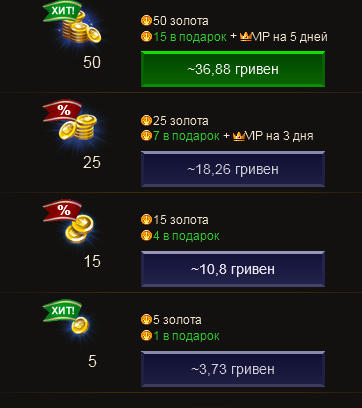 ХИТ!
50 золота
15 в подарок + VIP на 5 дней
50
~36,88 гривен
%
25 золота
7 в подарок + VIP на 3 дня
25
~18,26 гривен
%
15 золота
4 в подарок
15
~10,8 гривен
ХИТ!
5 золота
1 в подарок
5
~3,73 гривен